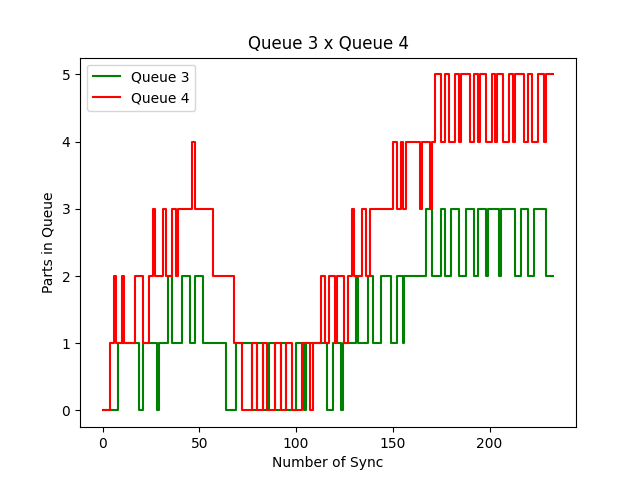 Queue 3 x Queue 4
Queue 3
Queue 4
Parts in Queue
5
4
3
2
1
0
0 50 100 150 200
Number of Sync